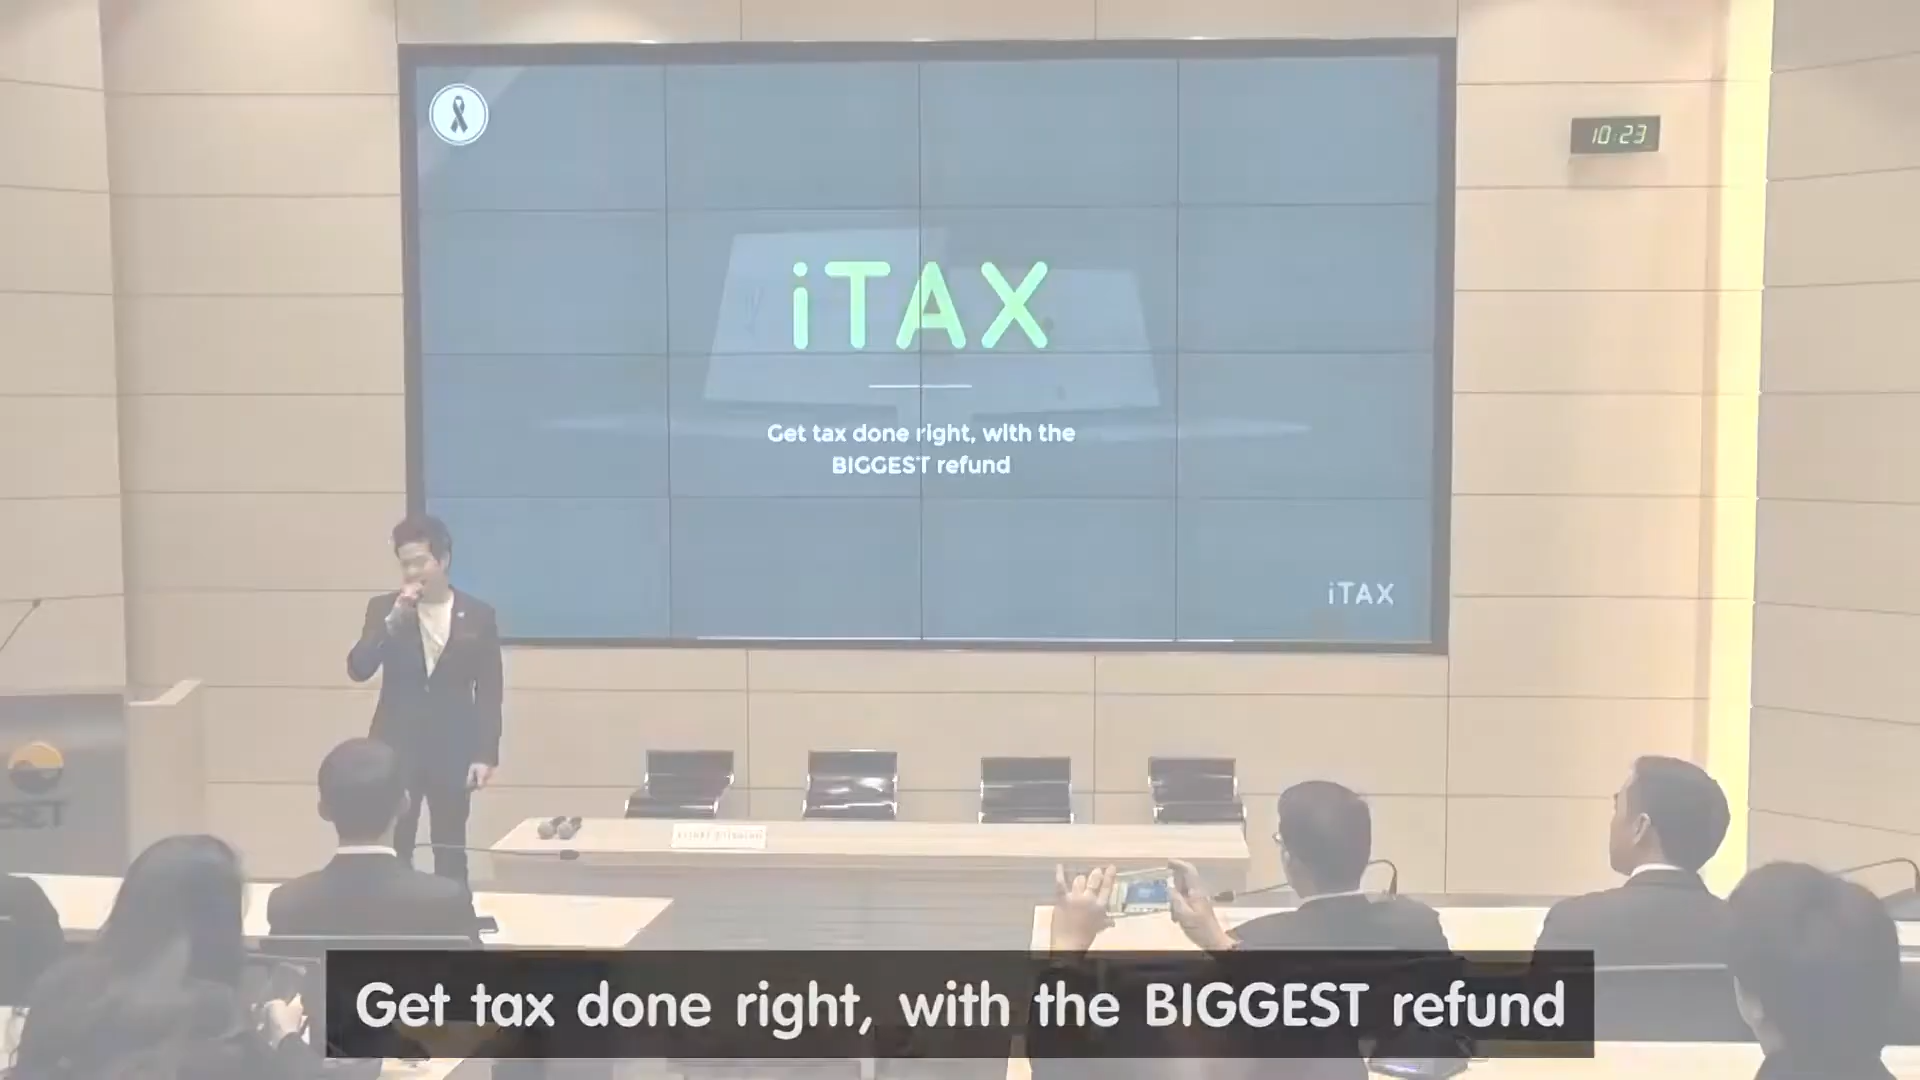 10:23
iTAX
Get tax done right, with the
BIGGEST refund
iTAX
SET
Get tax done right, with the BIGGEST refund